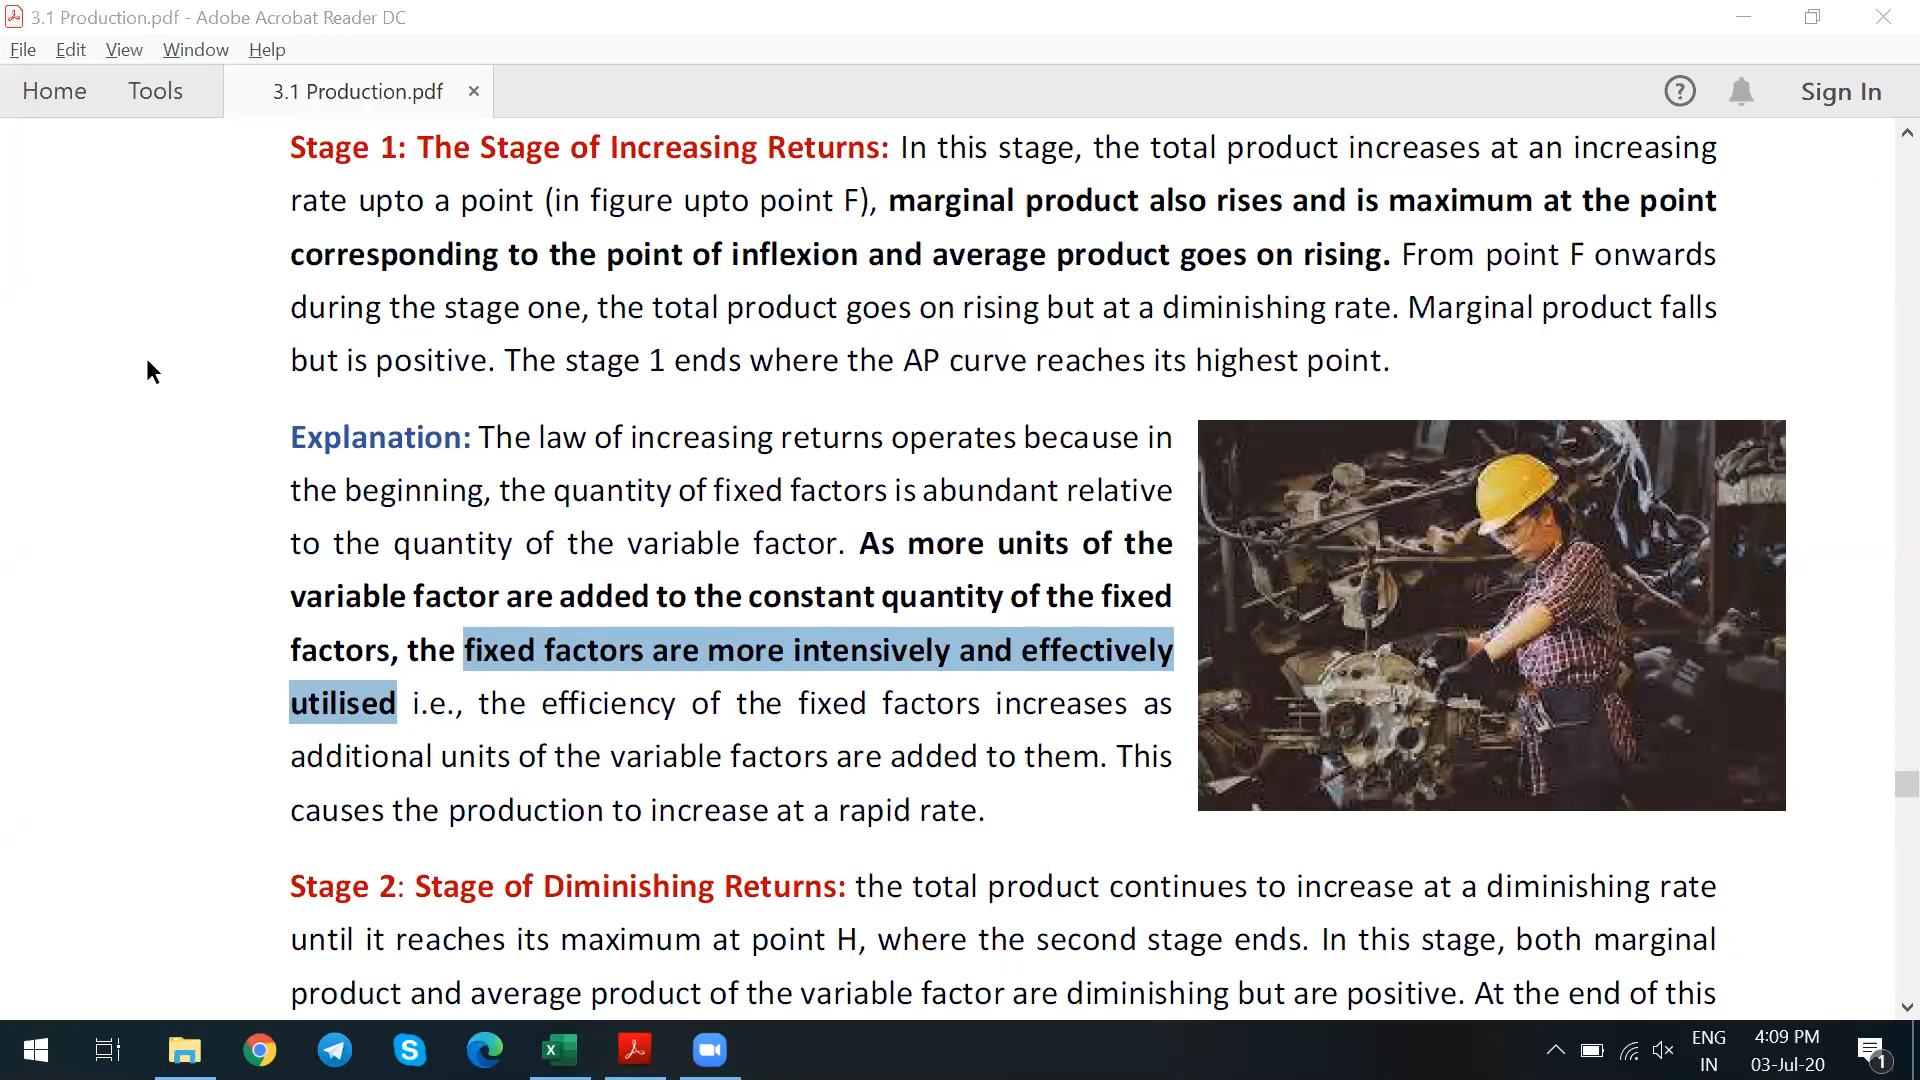 3.1 Production.pdf - Adobe Acrobat Reader DC
File Edit View Window Help
Home Tools 3.1 Production.pdf × ? Sign In
Stage 1: The Stage of Increasing Returns: In this stage, the total product increases at an increasing
rate upto a point (in figure upto point F), marginal product also rises and is maximum at the point
corresponding to the point of inflexion and average product goes on rising. From point F onwards
during the stage one, the total product goes on rising but at a diminishing rate. Marginal product falls
but is positive. The stage 1 ends where the AP curve reaches its highest point.
Explanation: The law of increasing returns operates because in
the beginning, the quantity of fixed factors is abundant relative
to the quantity of the variable factor. As more units of the
variable factor are added to the constant quantity of the fixed
factors, the fixed factors are more intensively and effectively
utilised i.e., the efficiency of the fixed factors increases as
additional units of the variable factors are added to them. This
causes the production to increase at a rapid rate.
Stage 2: Stage of Diminishing Returns: the total product continues to increase at a diminishing rate
until it reaches its maximum at point H, where the second stage ends. In this stage, both marginal
product and average product of the variable factor are diminishing but are positive. At the end of this
ENG 4:09 PM
IN 03-Jul-20 1